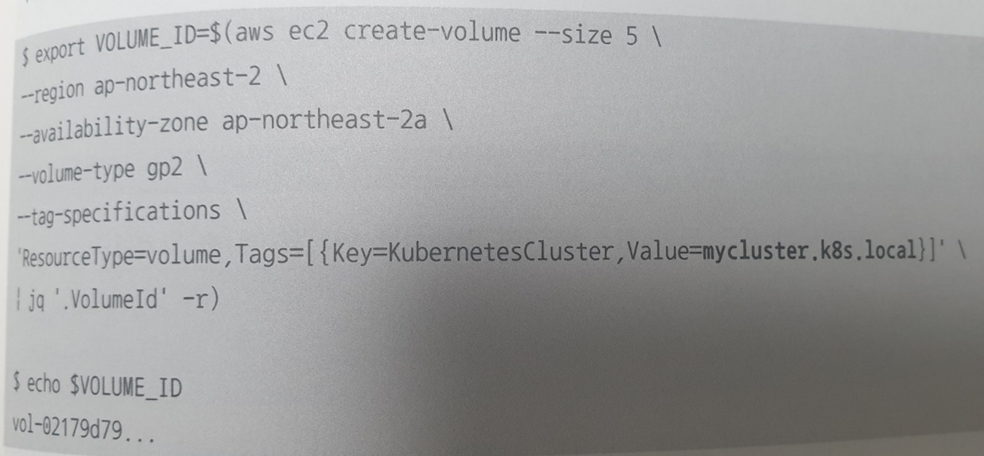 $ export VOLUME_ID=$(aws ec2 create-volume --size 5 \
--region ap-northeast-2 \
--availability-zone ap-northeast-2a \
--volume-type gp2 \
--tag-specifications \
'ResourceType=volume,Tags=[{Key=KubernetesCluster,Value=mycluster.k8s.local}]' \
| jq '.VolumeId' -r)
$ echo $VOLUME_ID
vol-02179d79...